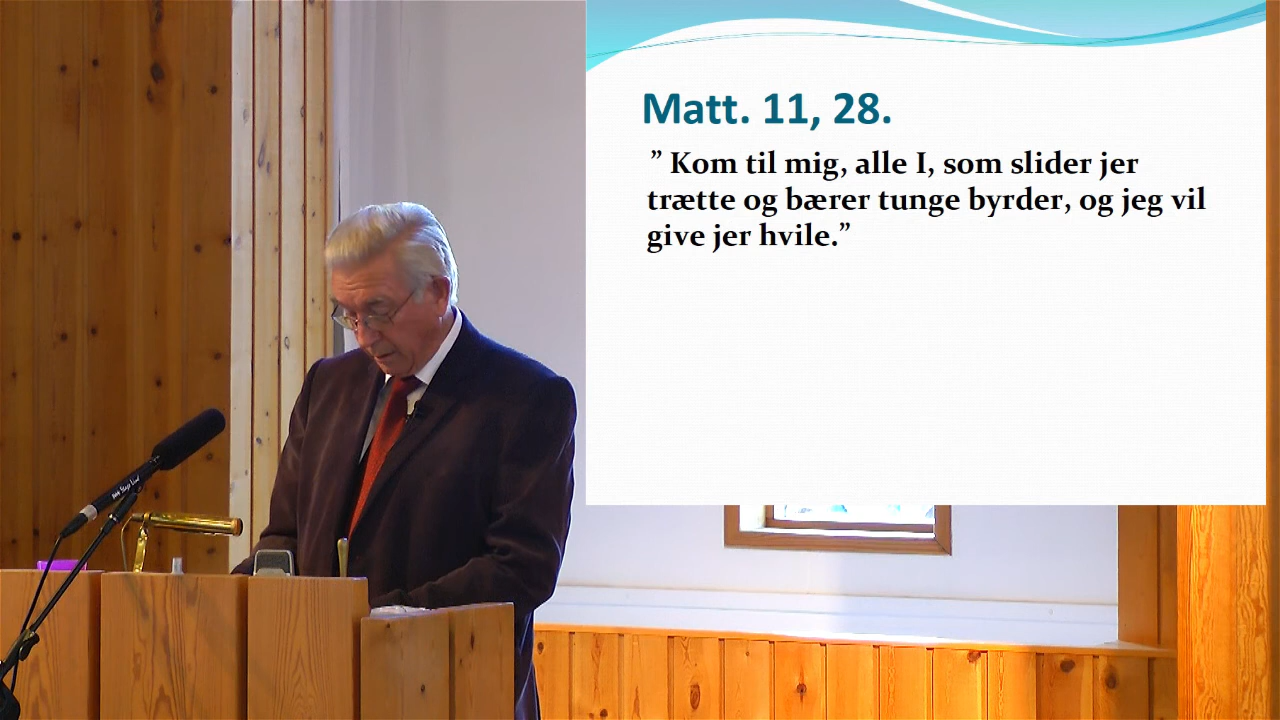 Matt. 11, 28.
” Kom til mig, alle I, som slider jer
trætte og bærer tunge byrder, og jeg vil
give jer hvile.”